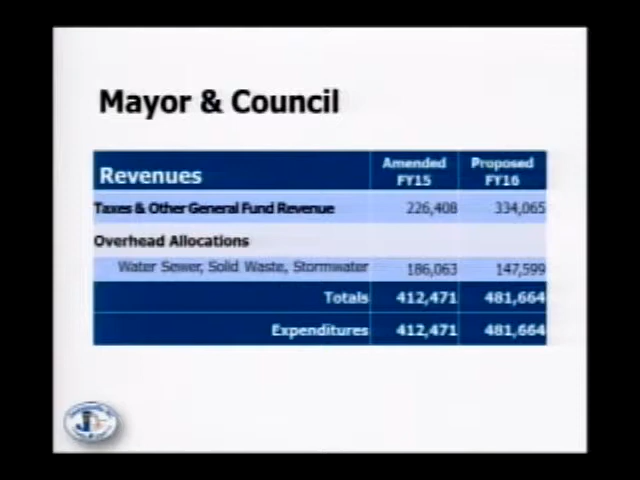 Mayor & Council
Revenues Amended FY15 Proposed FY16
Taxes & Other General Fund Revenue 226,408 334,065
Overhead Allocations
Water Sewer, Solid Waste, Stormwater 186,063 147,599
Totals 412,471 481,664
Expenditures 412,471 481,664